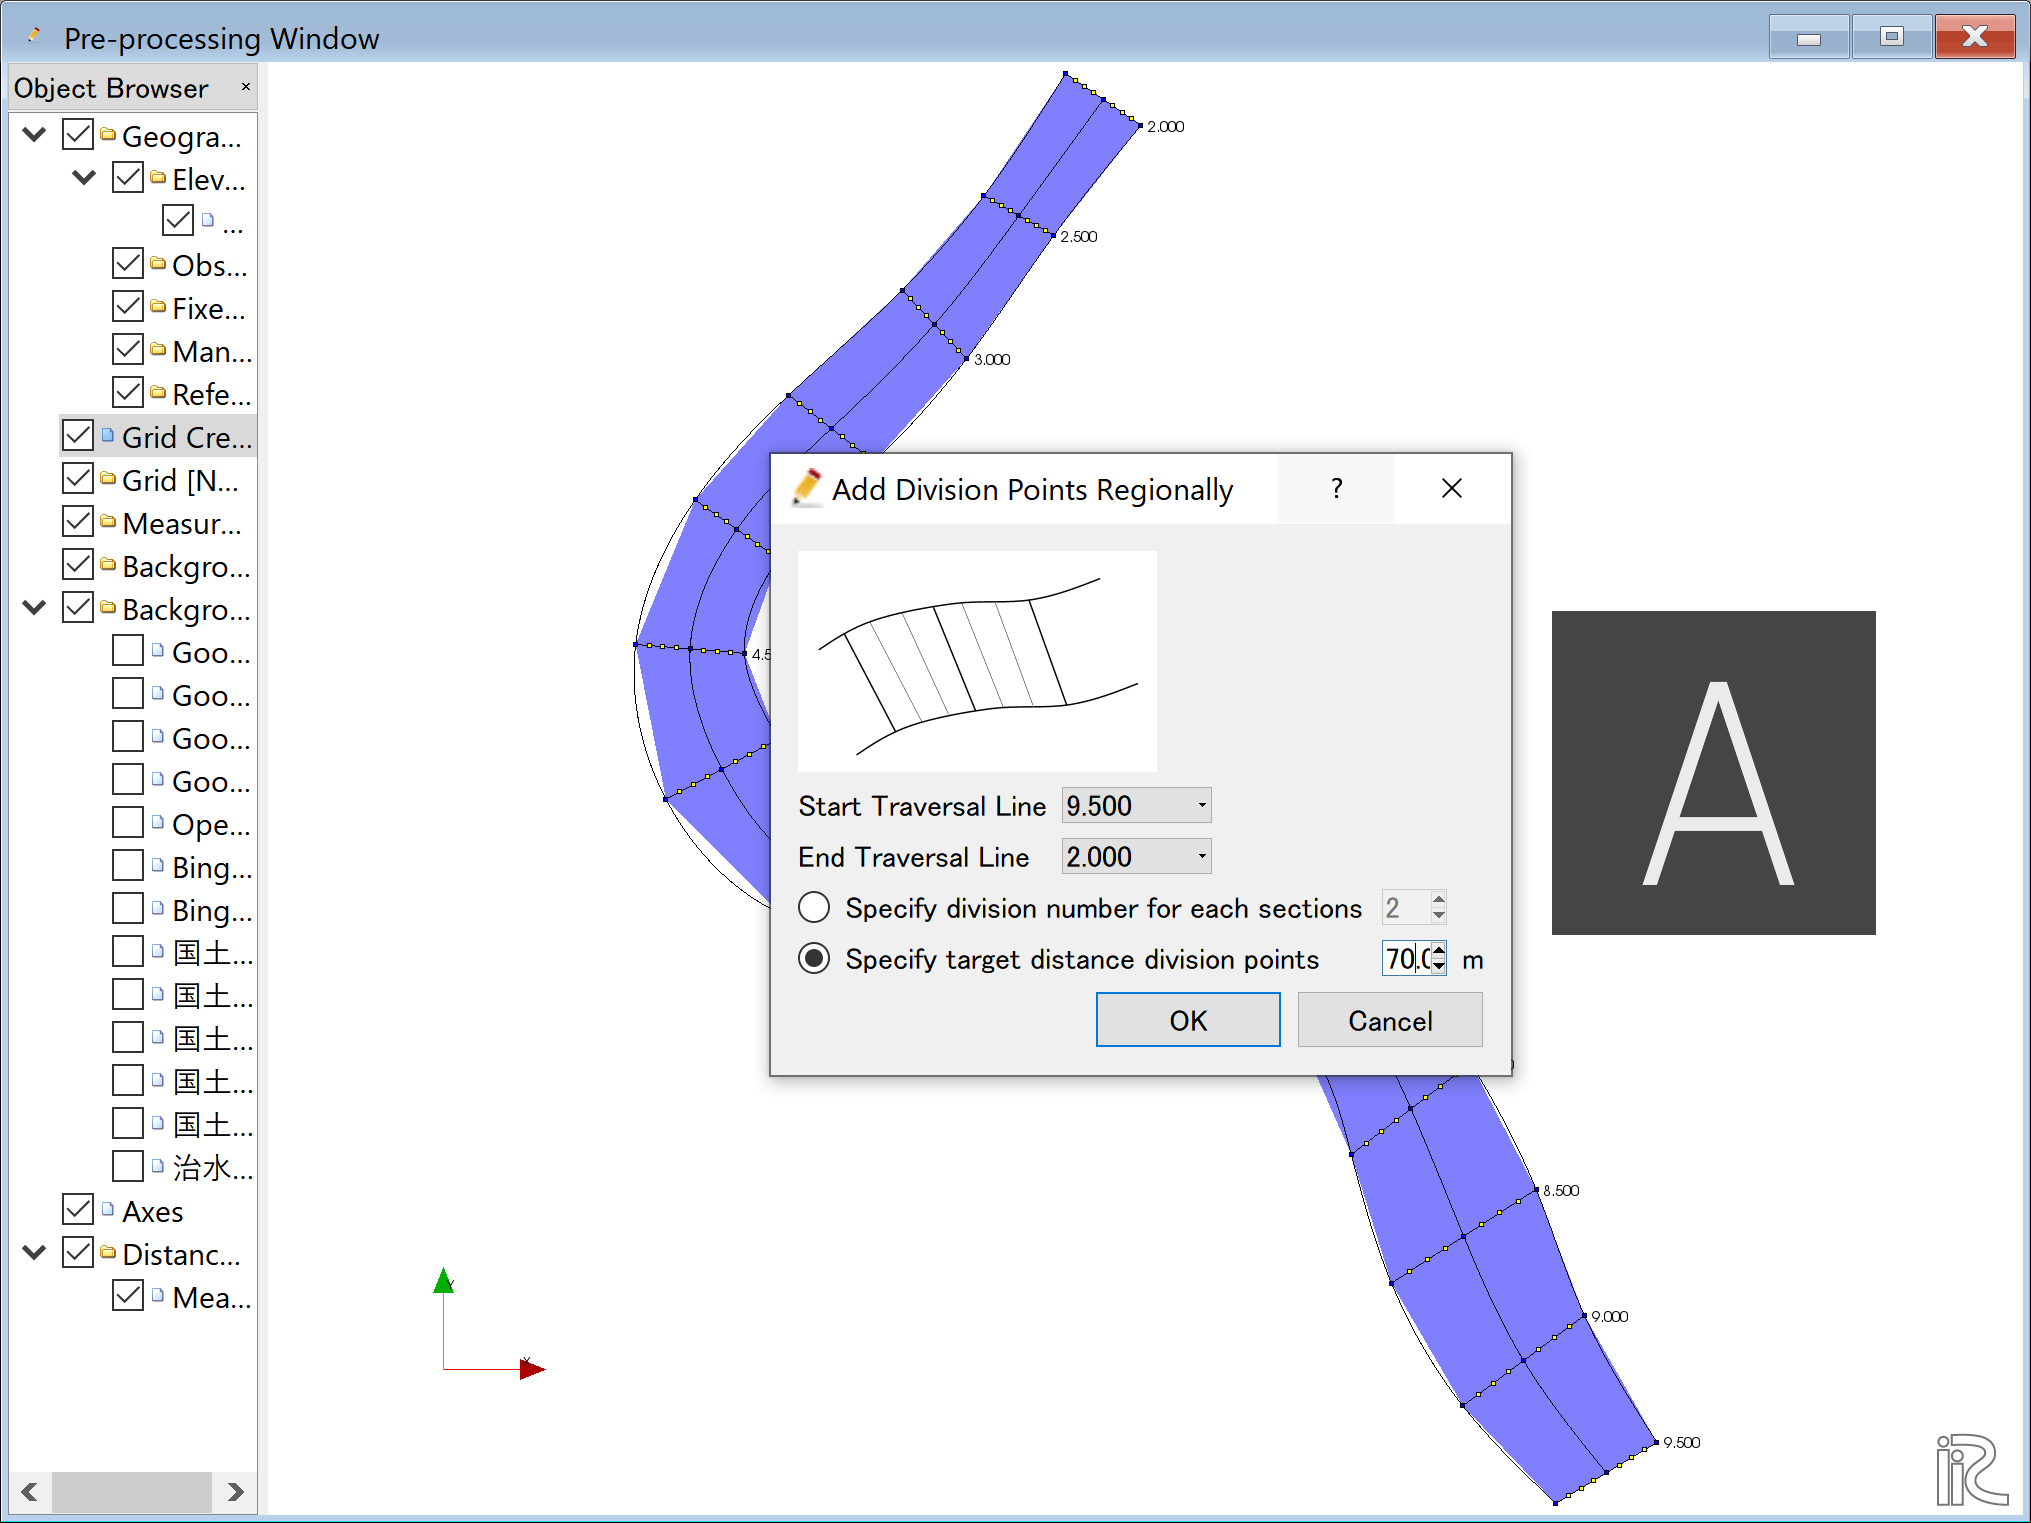 Pre-processing Window
Object Browser
Geogra...
Elev...
...
Obs...
Fixe...
Man...
Refe...
Grid Cre...
Grid [N...
Measur...
Backgro...
Backgro...
Goo...
Goo...
Goo...
Goo...
Ope...
Bing...
Bing...
国土...
国土...
国土...
国土...
国土...
治水...
Axes
Distanc...
Mea...
2.000
2.500
3.000
4.5
Add Division Points Regionally
?
Start Traversal Line 9.500
End Traversal Line 2.000
Specify division number for each sections 2
Specify target distance division points 70.0 m
OK Cancel
A
8.500
9.000
9.500
Y
X
iRIC